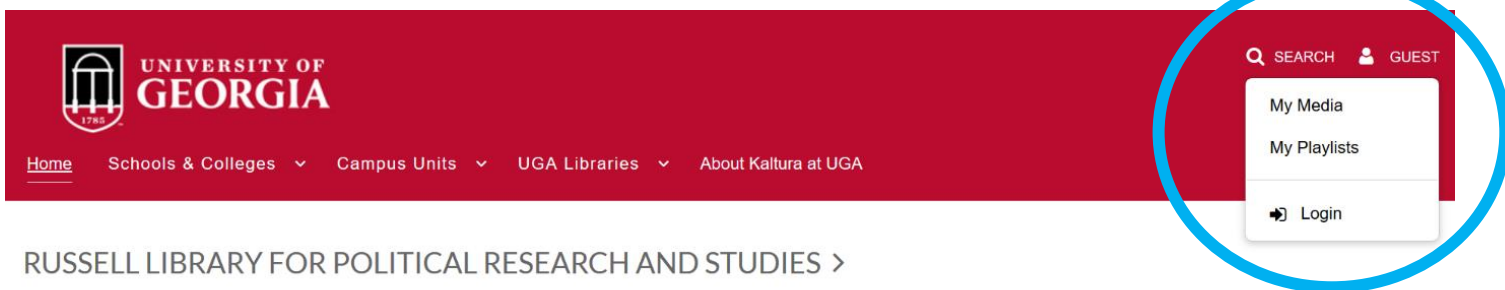 UNIVERSITY OF
GEORGIA
1785
SEARCH GUEST
My Media
My Playlists
Login
Home Schools & Colleges Campus Units UGA Libraries About Kaltura at UGA
RUSSELL LIBRARY FOR POLITICAL RESEARCH AND STUDIES >